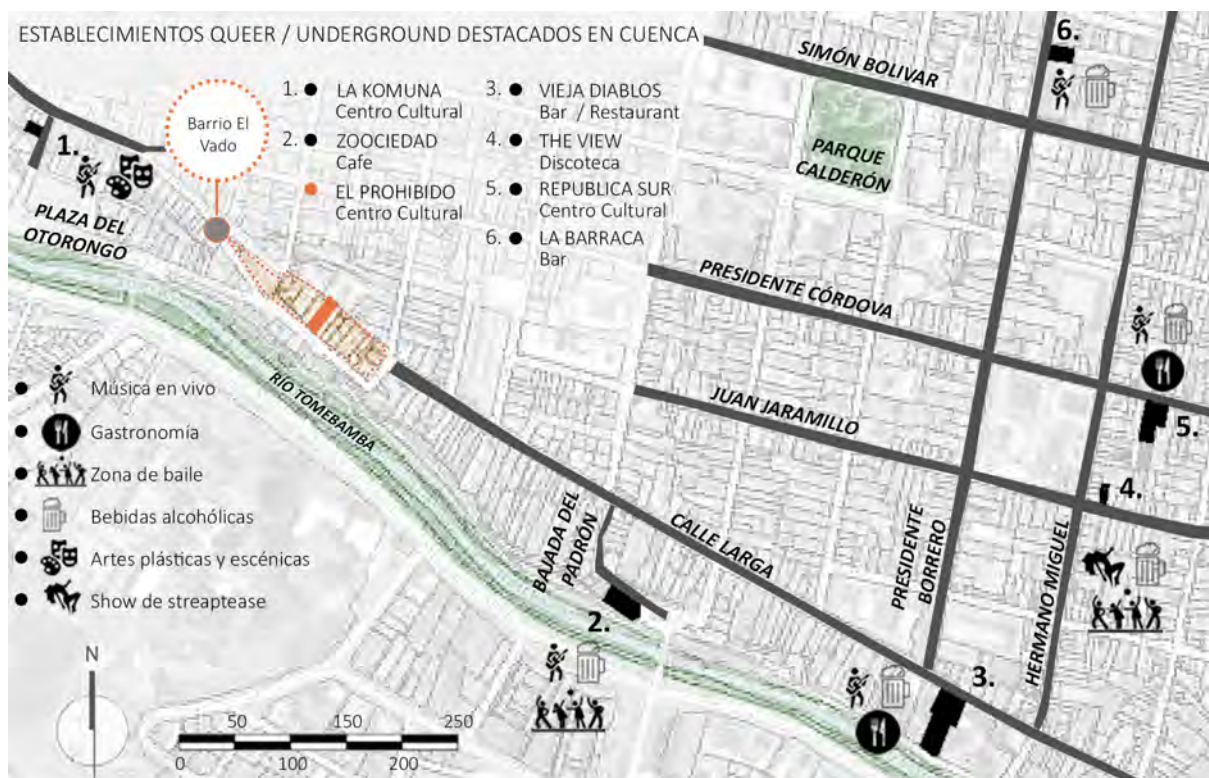 ESTABLECIMIENTOS QUEER / UNDERGROUND DESTACADOS EN CUENCA
Barrio El
Vado
1. ● LA KOMUNA
Centro Cultural
2. ● ZOOCIEDAD
Cafe
● EL PROHIBIDO
Centro Cultural
3. ● VIEJA DIABLOS
Bar / Restaurant
4. ● THE VIEW
Discoteca
5. ● REPUBLICA SUR
Centro Cultural
6. ● LA BARRACA
Bar
SIMÓN BOLIVAR
6.
PARQUE
CALDERÓN
1.
PLAZA DEL
OTORONGO
PRESIDENTE CÓRDOVA
RIO TOMEBAMBA
JUAN JARAMILLO
5.
4.
● Música en vivo
● Gastronomía
● Zona de baile
● Bebidas alcohólicas
● Artes plásticas y escénicas
● Show de streaptease
BAJADA DEL
PADRÓN
CALLE LARGA
PRESIDENTE
BORRERO
HERMANO MIGUEL
2.
3.
N
50 150 250
0 100 200